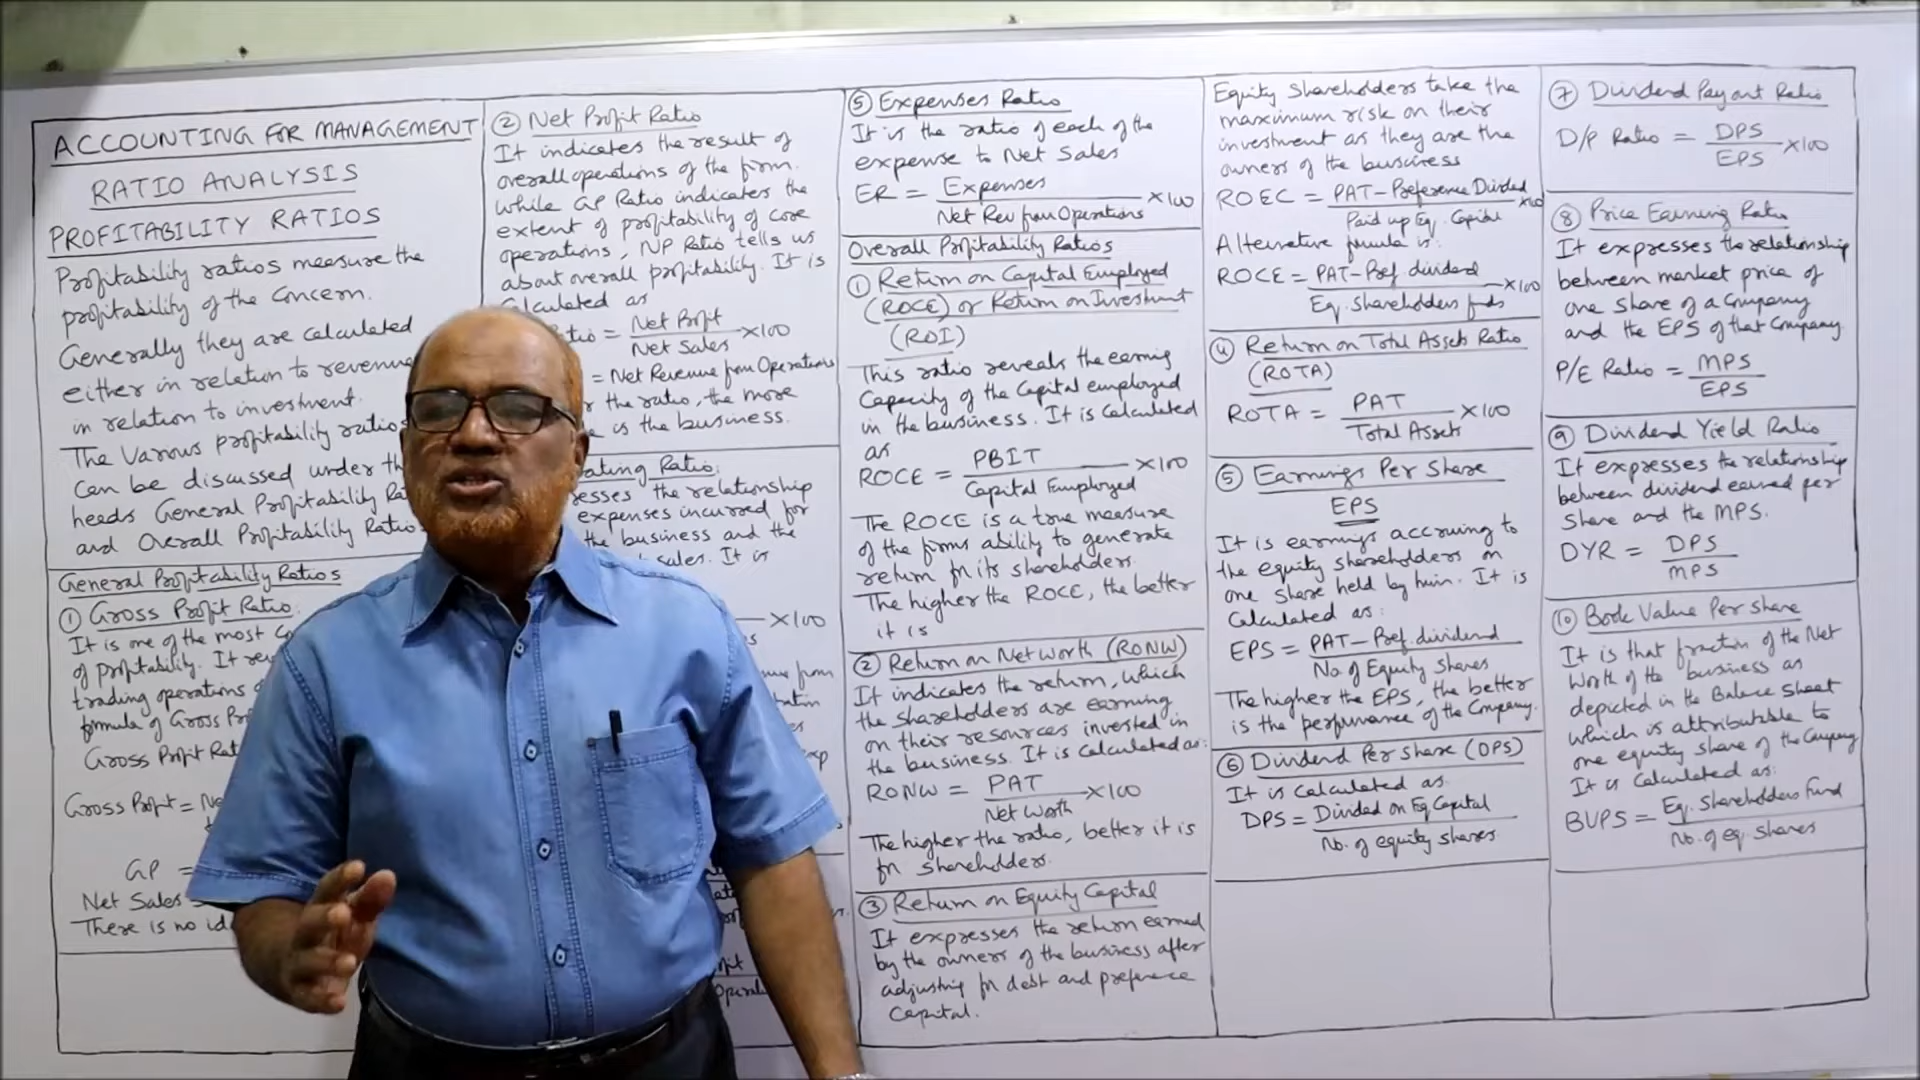 ACCOUNTING FOR MANAGEMENT
RATIO ANALYSIS
PROFITABILITY RATIOS
Profitability ratios measure the
profitability of the concern.
Generally they are calculated
either in relation to revenue
in relation to investment.
The Various profitability ratios
can be discussed under th
heads General Profitability Ra
and Overall Profitability Ratio
General Profitability Ratios
① Gross Profit Ratio
It is one of the most
of profitability. It
trading operations
formula of Gross
Gross Profit Rat
Gross Profit =
GP =
Net Sales
There is no
② Net Profit Ratio
It indicates the result of
overall operations of the firm.
While GP Ratio indicates the
extent of profitability of core
operations, NP Ratio tells us
about overall profitability. It is
Calculated as
= Net Profit
Net Sales ×100
= Net Revenue from Operations
the ratio, the more
is the business.
ating Ratio
esses the relationship
expenses incurred for
the business and the
sales. It is
×100
⑤ Expenses Ratio
It is the ratio of each of the
expense to Net Sales
ER = Expenses
Net Rev from Operations ×100
Overall Profitability Ratios
① Return on Capital Employed
(ROCE) or Return on Investment
(ROI)
This ratio reveals the earning
Capacity of the Capital employed
in the business. It is calculated
as
ROCE = PBIT
Capital Employed ×100
The ROCE is a true measure
of the firms ability to generate
return for its shareholders.
The higher the ROCE, the better
it is
② Return on Net Worth (RONW)
It indicates the return, which
the shareholders are earning
on their resources invested in
the business. It is calculated as:
RONW = PAT
Net Worth ×100
The higher the ratio, better it is
for shareholders.
③ Return on Equity Capital
It expresses the return earned
by the owners of the business after
adjusting for debt and preference
Capital.
Equity Shareholders take the
maximum risk on their
investment as they are the
owners of the business
ROEC = PAT - Preference Divided
Paid up Eq. Capital ×100
Alternative formula is:
ROCE = PAT - Pref. dividend
Eq. Shareholders funds ×100
④ Return on Total Assets Ratio
(ROTA)
ROTA = PAT
Total Assets ×100
⑤ Earnings Per Share
EPS
It is earnings accruing to
the equity shareholders on
one share held by him. It is
Calculated as:
EPS = PAT - Pref. dividend
No. of Equity shares
The higher the EPS, the better
is the performance of the Company.
⑥ Dividend Per Share (DPS)
It is calculated as
DPS = Divided on Eq Capital
No. of equity shares
⑦ Dividend Pay out Ratio
D/P Ratio = DPS
EPS ×100
⑧ Price Earning Ratio
It expresses the relationship
between market price of
one share of a Company
and the EPS of that Company
P/E Ratio = MPS
EPS
⑨ Dividend Yield Ratio
It expresses the relationship
between dividend earned per
Share and the MPS.
DYR = DPS
MPS
⑩ Book Value Per share
It is that fraction of the Net
Worth of the business as
depicted in the Balance Sheet
which is attributable to
one equity share of the Company
It is Calculated as:
BVPS = Eq. Shareholders Fund
No. of eq. shares